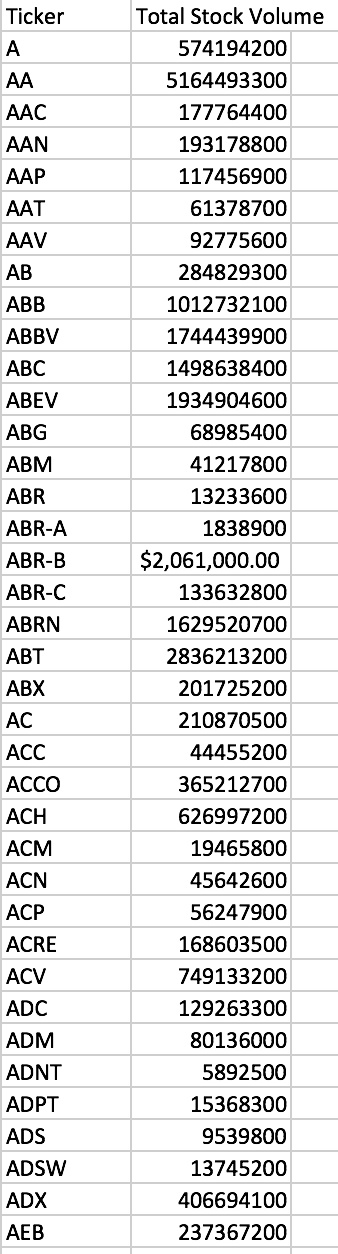 Ticker Total Stock Volume
A 574194200
AA 5164493300
AAC 177764400
AAN 193178800
AAP 117456900
AAT 61378700
AAV 92775600
AB 284829300
ABB 1012732100
ABBV 1744439900
ABC 1498638400
ABEV 1934904600
ABG 68985400
ABM 41217800
ABR 13233600
ABR-A 1838900
ABR-B $2,061,000.00
ABR-C 133632800
ABRN 1629520700
ABT 2836213200
ABX 201725200
AC 210870500
ACC 44455200
ACCO 365212700
ACH 626997200
ACM 19465800
ACN 45642600
ACP 56247900
ACRE 168603500
ACV 749133200
ADC 129263300
ADM 80136000
ADNT 5892500
ADPT 15368300
ADS 9539800
ADSW 13745200
ADX 406694100
AEB 237367200